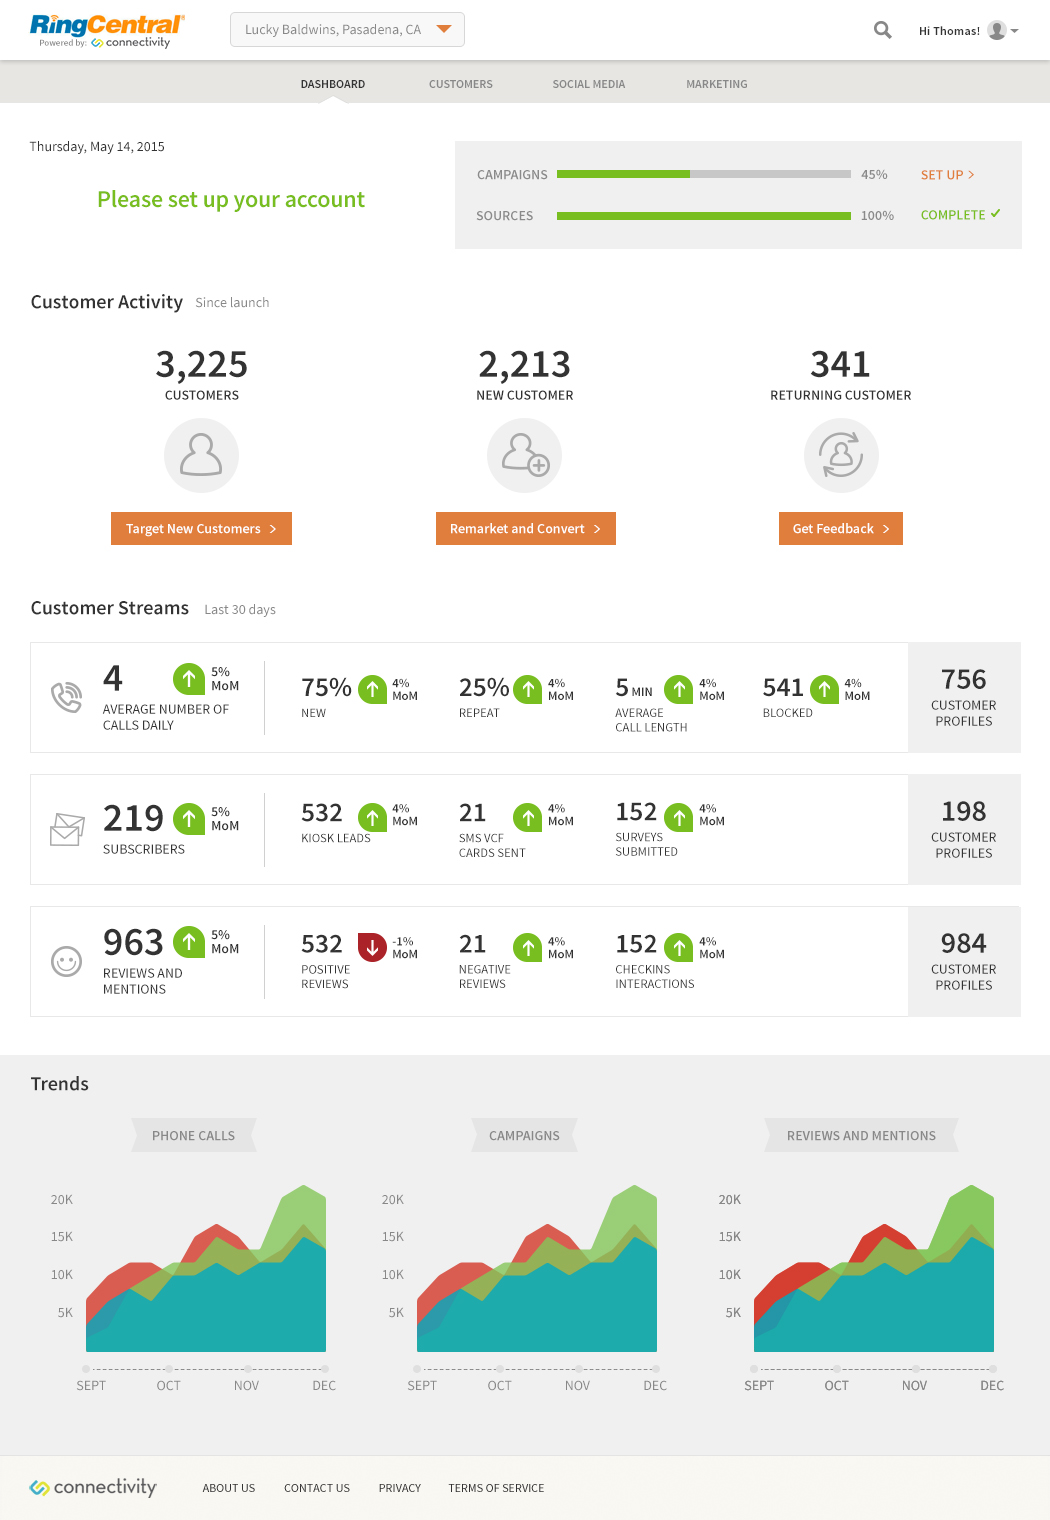 RingCentral®
Powered by: connectivity
Lucky Baldwins, Pasadena, CA
Hi Thomas!
DASHBOARD CUSTOMERS SOCIAL MEDIA MARKETING
Thursday, May 14, 2015
Please set up your account
CAMPAIGNS 45% SET UP >
SOURCES 100% COMPLETE ✓
Customer Activity Since launch
3,225 2,213 341
CUSTOMERS NEW CUSTOMER RETURNING CUSTOMER
Target New Customers > Remarket and Convert > Get Feedback >
Customer Streams Last 30 days
4
5%
MoM
AVERAGE NUMBER OF
CALLS DAILY
75%
4%
MoM
NEW
25%
4%
MoM
REPEAT
5 MIN
4%
MoM
AVERAGE
CALL LENGTH
541
4%
MoM
BLOCKED
756
CUSTOMER
PROFILES
219
5%
MoM
SUBSCRIBERS
532
4%
MoM
KIOSK LEADS
21
4%
MoM
SMS VCF
CARDS SENT
152
4%
MoM
SURVEYS
SUBMITTED
198
CUSTOMER
PROFILES
963
5%
MoM
REVIEWS AND
MENTIONS
532
-1%
MoM
POSITIVE
REVIEWS
21
4%
MoM
NEGATIVE
REVIEWS
152
4%
MoM
CHECKINS
INTERACTIONS
984
CUSTOMER
PROFILES
Trends
PHONE CALLS
20K
15K
10K
5K
SEPT OCT NOV DEC
CAMPAIGNS
20K
15K
10K
5K
SEPT OCT NOV DEC
REVIEWS AND MENTIONS
20K
15K
10K
5K
SEPT OCT NOV DEC
connectivity ABOUT US CONTACT US PRIVACY TERMS OF SERVICE